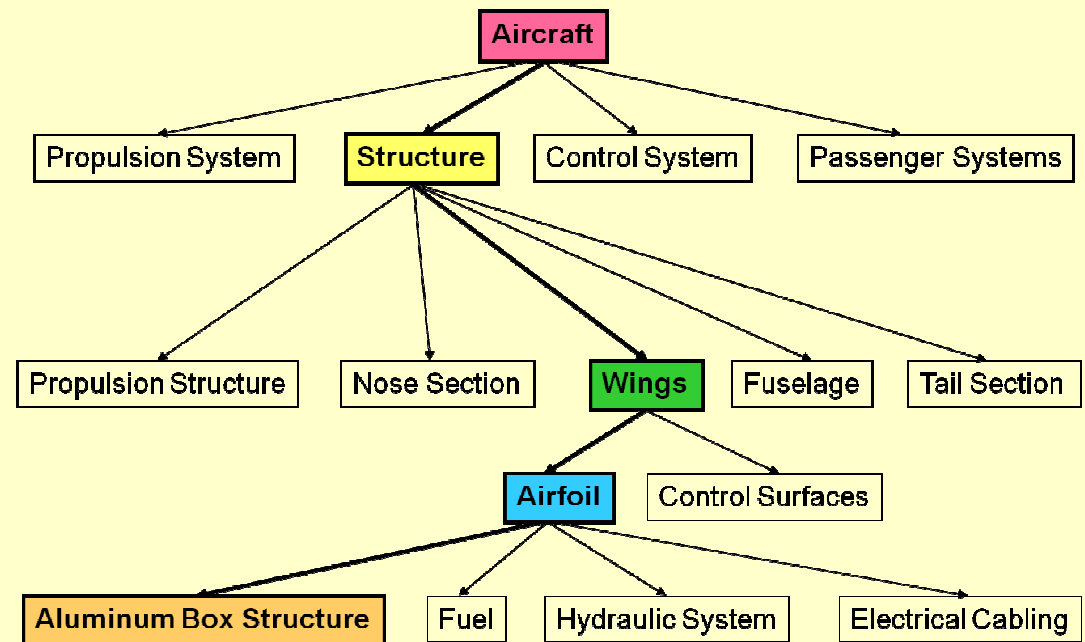 Aircraft
Propulsion System
Structure
Control System
Passenger Systems
Propulsion Structure
Nose Section
Wings
Fuselage
Tail Section
Airfoil
Control Surfaces
Aluminum Box Structure
Fuel
Hydraulic System
Electrical Cabling